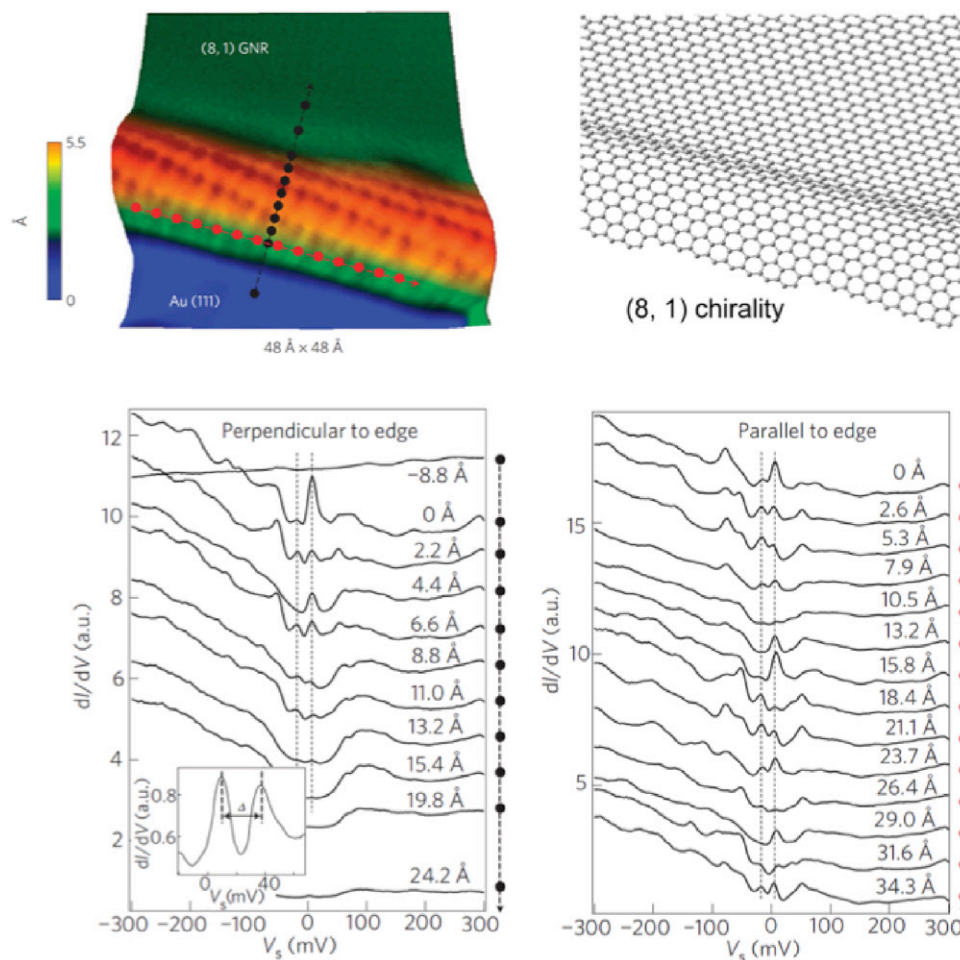 (8, 1) GNR
5.5
Å
0
Au (111)
48 Å × 48 Å
(8, 1) chirality
Perpendicular to edge
dI/dV (a.u.)
12
10
8
6
4
2
−8.8 Å
0 Å
2.2 Å
4.4 Å
6.6 Å
8.8 Å
11.0 Å
13.2 Å
15.4 Å
19.8 Å
24.2 Å
dI/dV (a.u.)
0.8
0.6
Δ
0 40
Vs(mV)
−300 −200 −100 0 100 200 300
Vs (mV)
Parallel to edge
dI/dV (a.u.)
15
10
5
0 Å
2.6 Å
5.3 Å
7.9 Å
10.5 Å
13.2 Å
15.8 Å
18.4 Å
21.1 Å
23.7 Å
26.4 Å
29.0 Å
31.6 Å
34.3 Å
−300 −200 −100 0 100 200 300
Vs (mV)